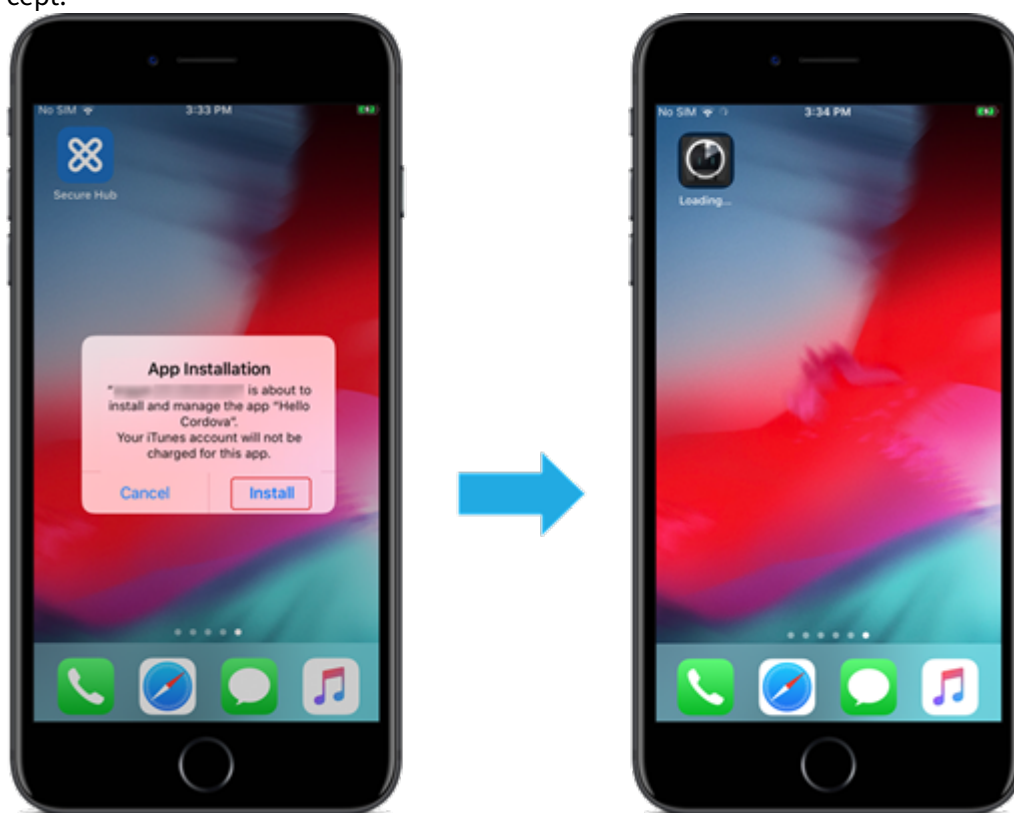 cept.
No SIM 3:33 PM
Secure Hub
App Installation
" is about to
install and manage the app "Hello
Cordova".
Your iTunes account will not be
charged for this app.
Cancel Install
No SIM 3:34 PM
Loading...